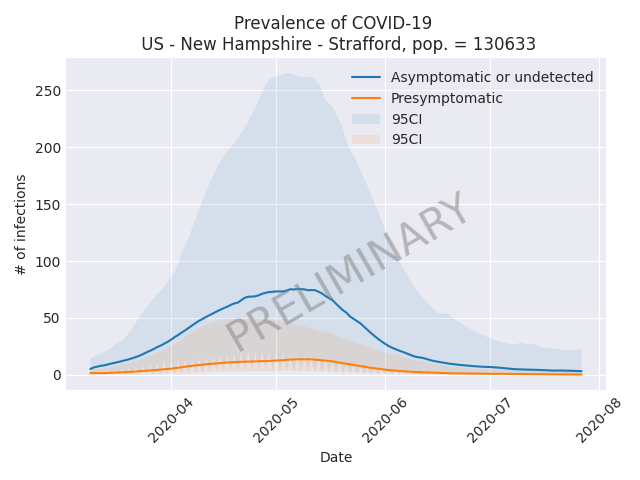 Prevalence of COVID-19
US - New Hampshire - Strafford, pop. = 130633
Asymptomatic or undetected
Presymptomatic
95CI
95CI
250
200
150
100
50
0
# of infections
PRELIMINARY
2020-04
2020-05
2020-06
2020-07
2020-08
Date